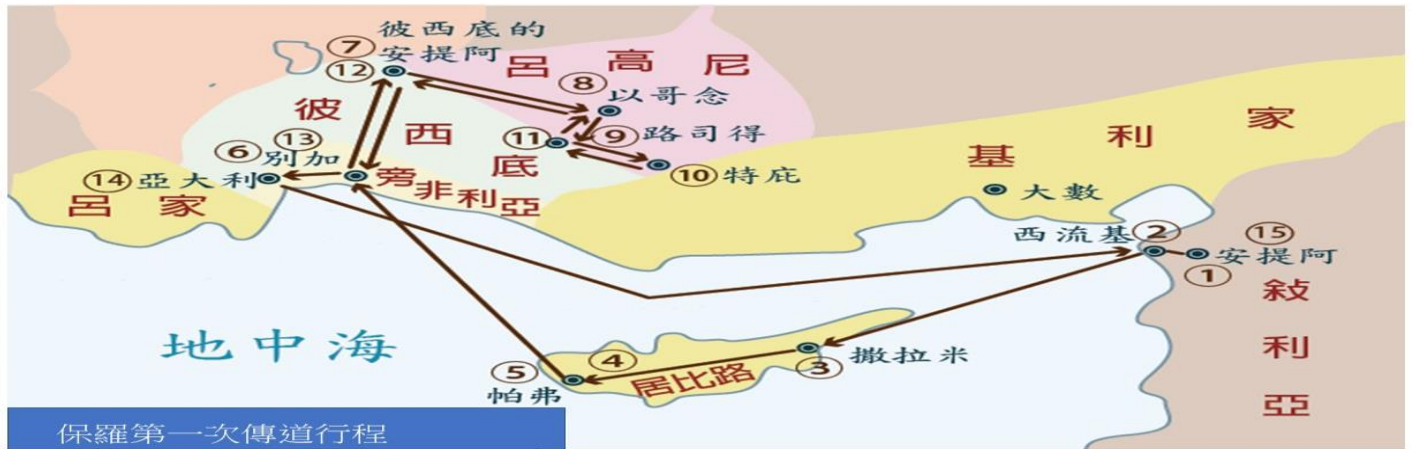 彼西底的
⑦ 安提阿
⑫
呂高尼
⑧ 以哥念
⑨ 路司得
⑪
⑩ 特庇
彼西底
⑬
⑥ 別加
⑭ 亞大利
旁非利亞
呂家
基利家
大數
西流基 ②
⑮
安提阿
①
敍利亞
地中海
撒拉米
③
④
居比路
⑤
帕弗
保羅第一次傳道行程